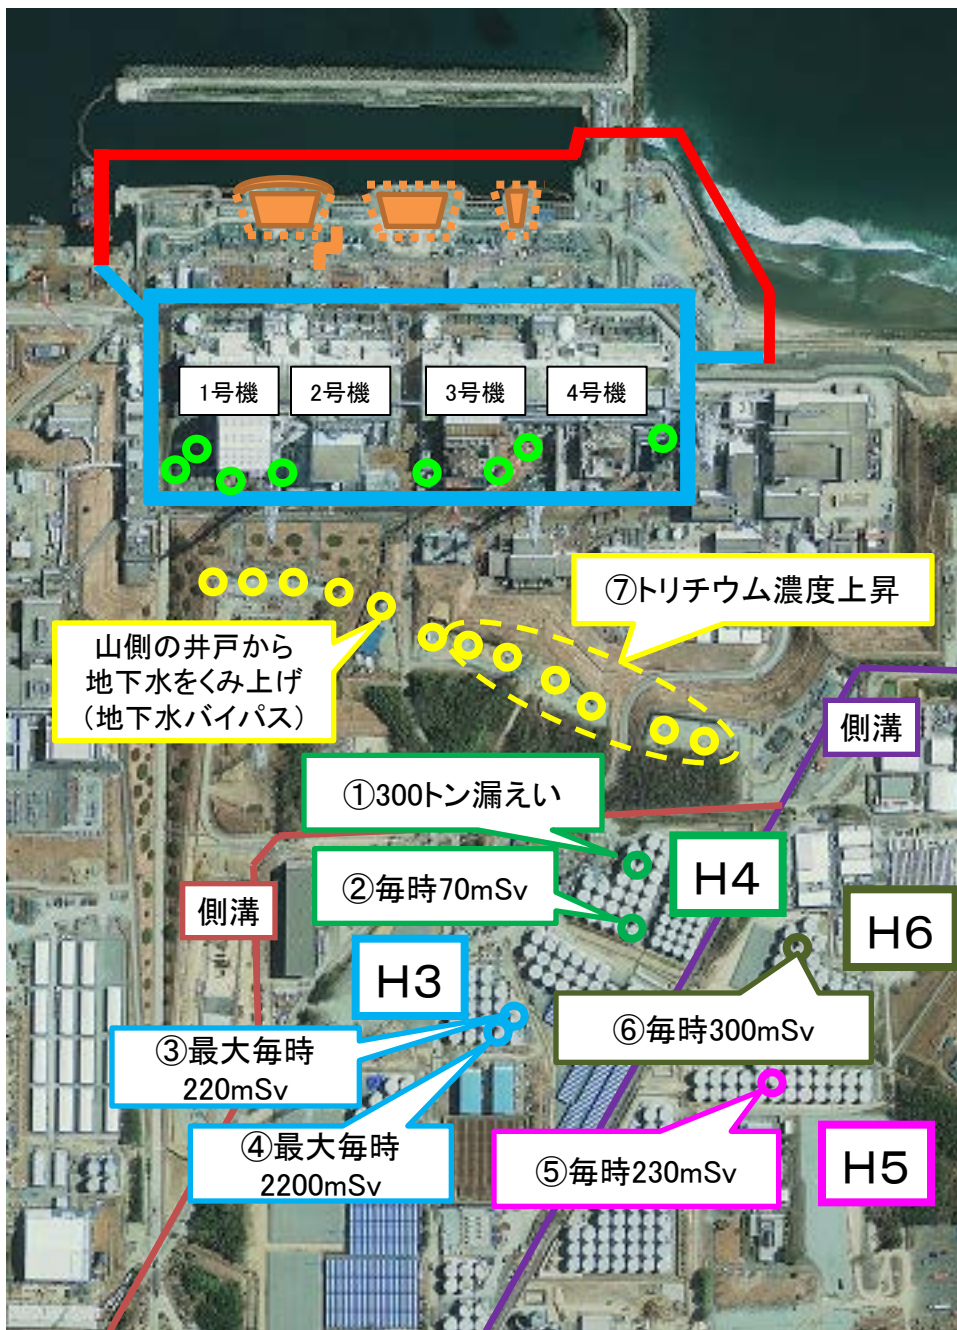 1号機
2号機
3号機
4号機
⑦トリチウム濃度上昇
山側の井戸から
地下水をくみ上げ
（地下水バイパス）
側溝
①300トン漏えい
H4
②毎時70mSv
側溝
H6
H3
⑥毎時300mSv
③最大毎時
220mSv
④最大毎時
2200mSv
⑤毎時230mSv
H5